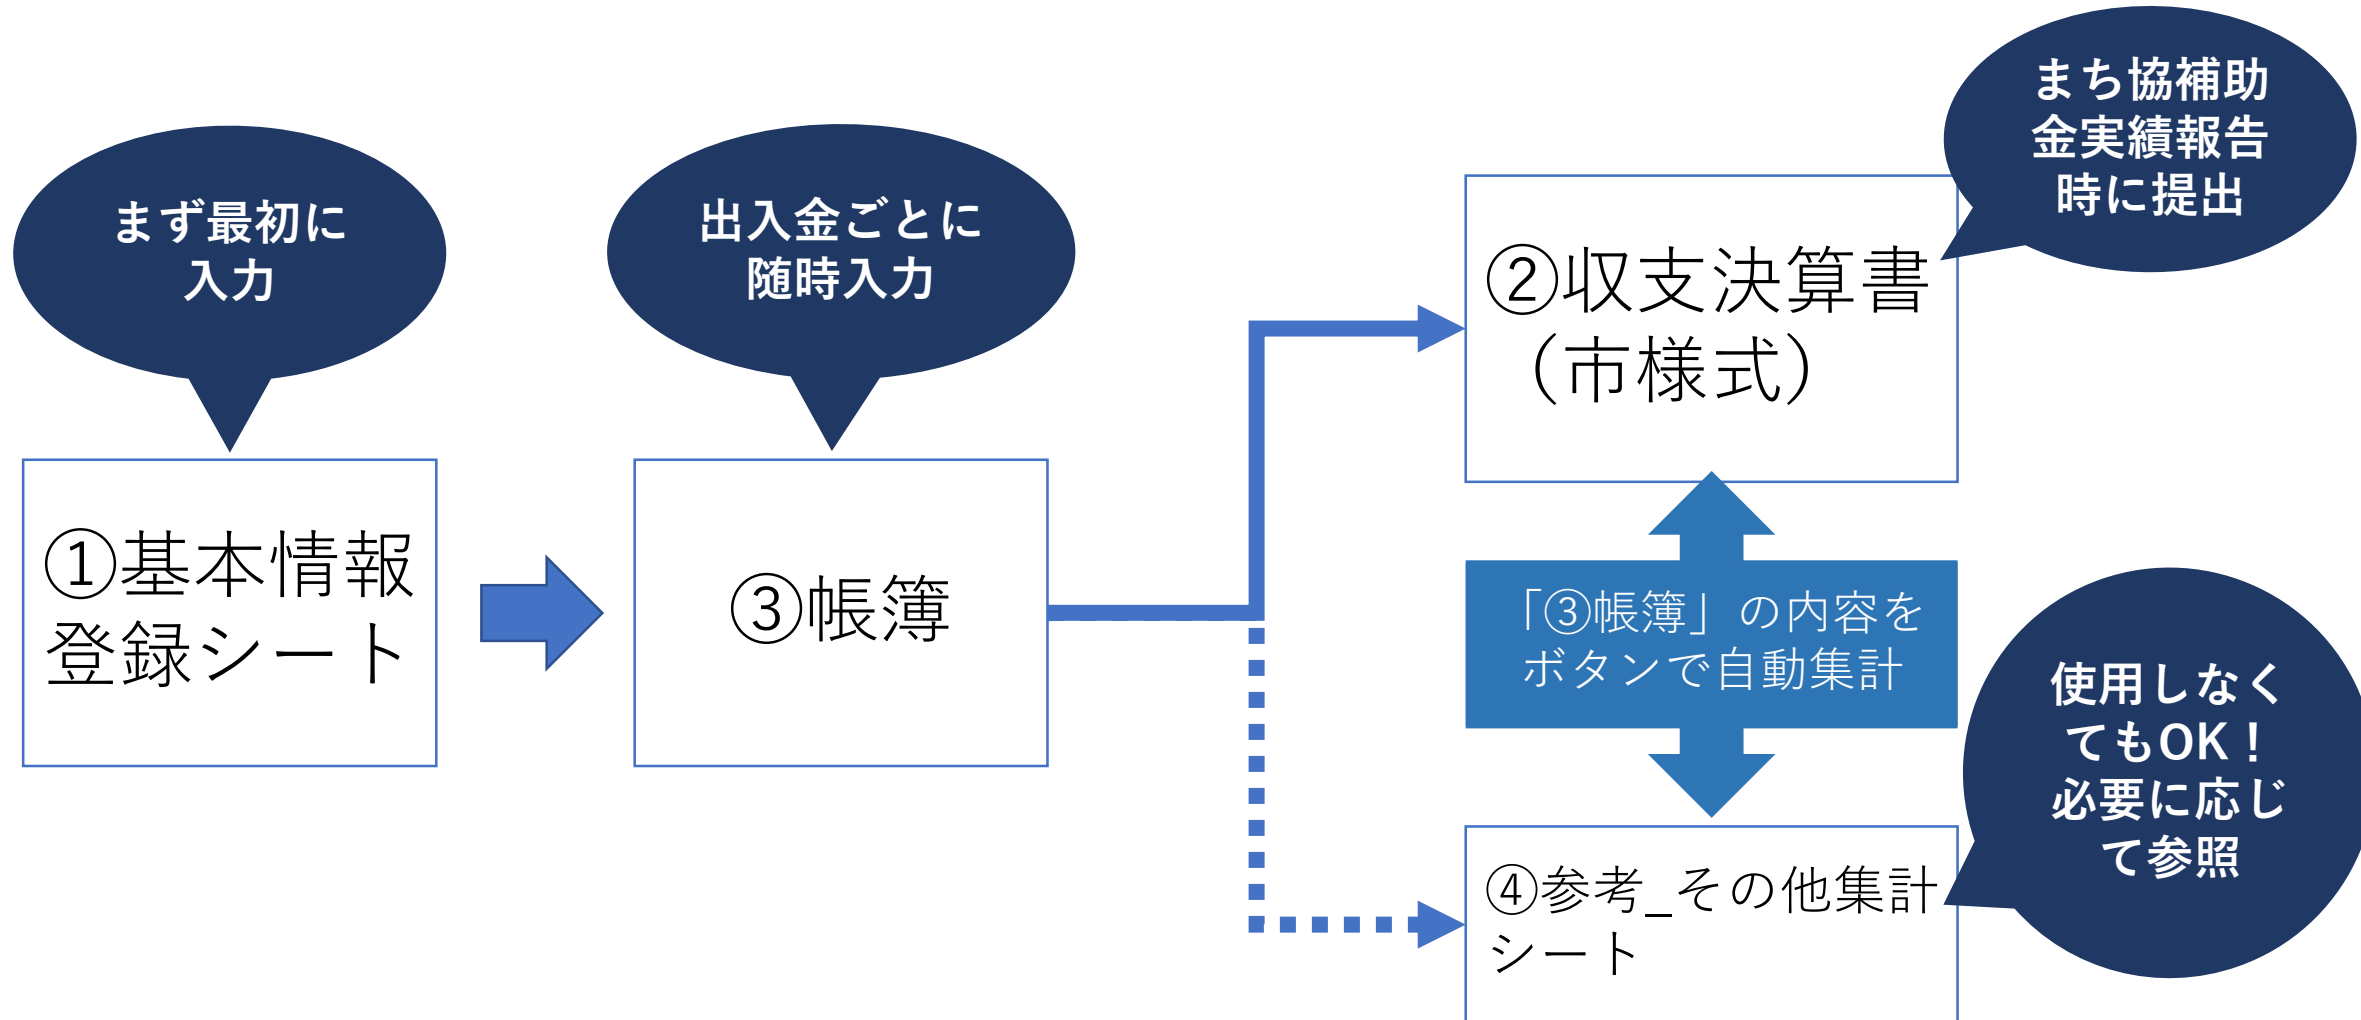 まず最初に
入力
①基本情報
登録シート
出入金ごとに
随時入力
③帳簿
まち協補助
金実績報告
時に提出
②収支決算書
（市様式）
「③帳簿」の内容を
ボタンで自動集計
使用しなく
てもOK！
必要に応じ
て参照
④参考_その他集計
シート